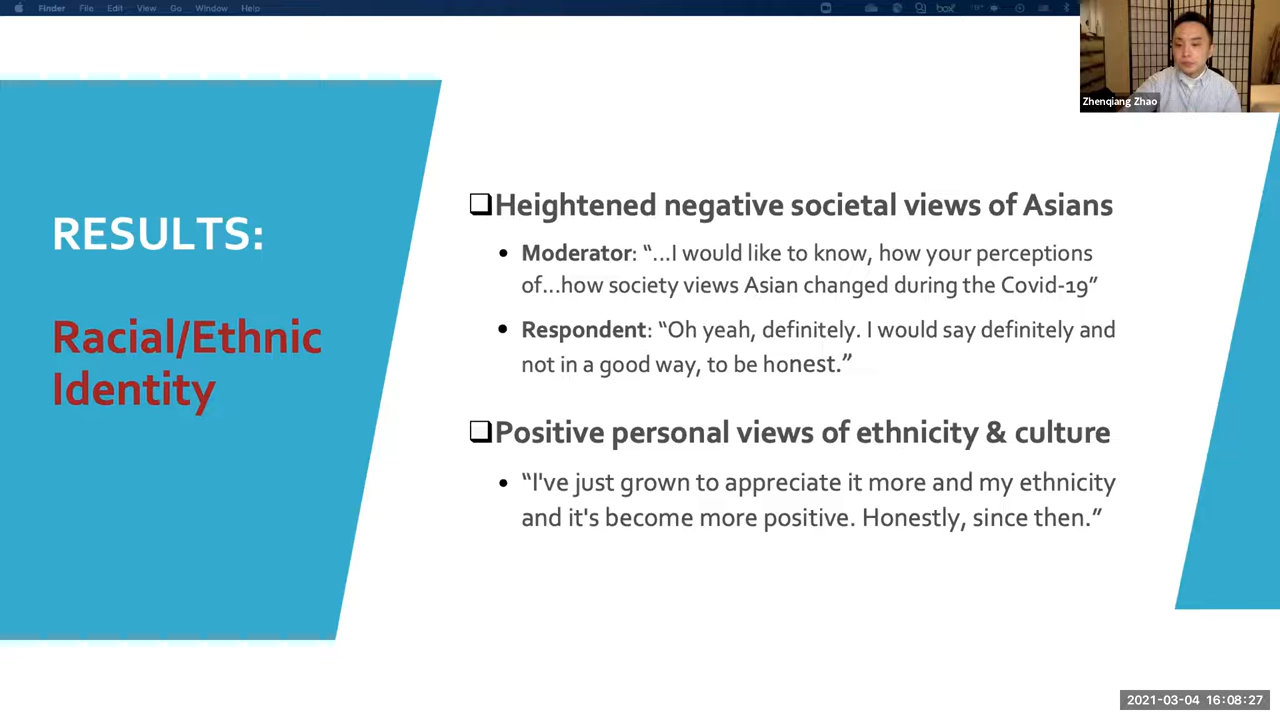 Finder File Edit View Go Window Help
box
Zhenqiang Zhao
RESULTS:
Racial/Ethnic
Identity
Heightened negative societal views of Asians
Moderator: “...I would like to know, how your perceptions
of...how society views Asian changed during the Covid-19”
Respondent: “Oh yeah, definitely. I would say definitely and
not in a good way, to be honest.”
Positive personal views of ethnicity & culture
“I've just grown to appreciate it more and my ethnicity
and it's become more positive. Honestly, since then.”
2021-03-04 16:08:27